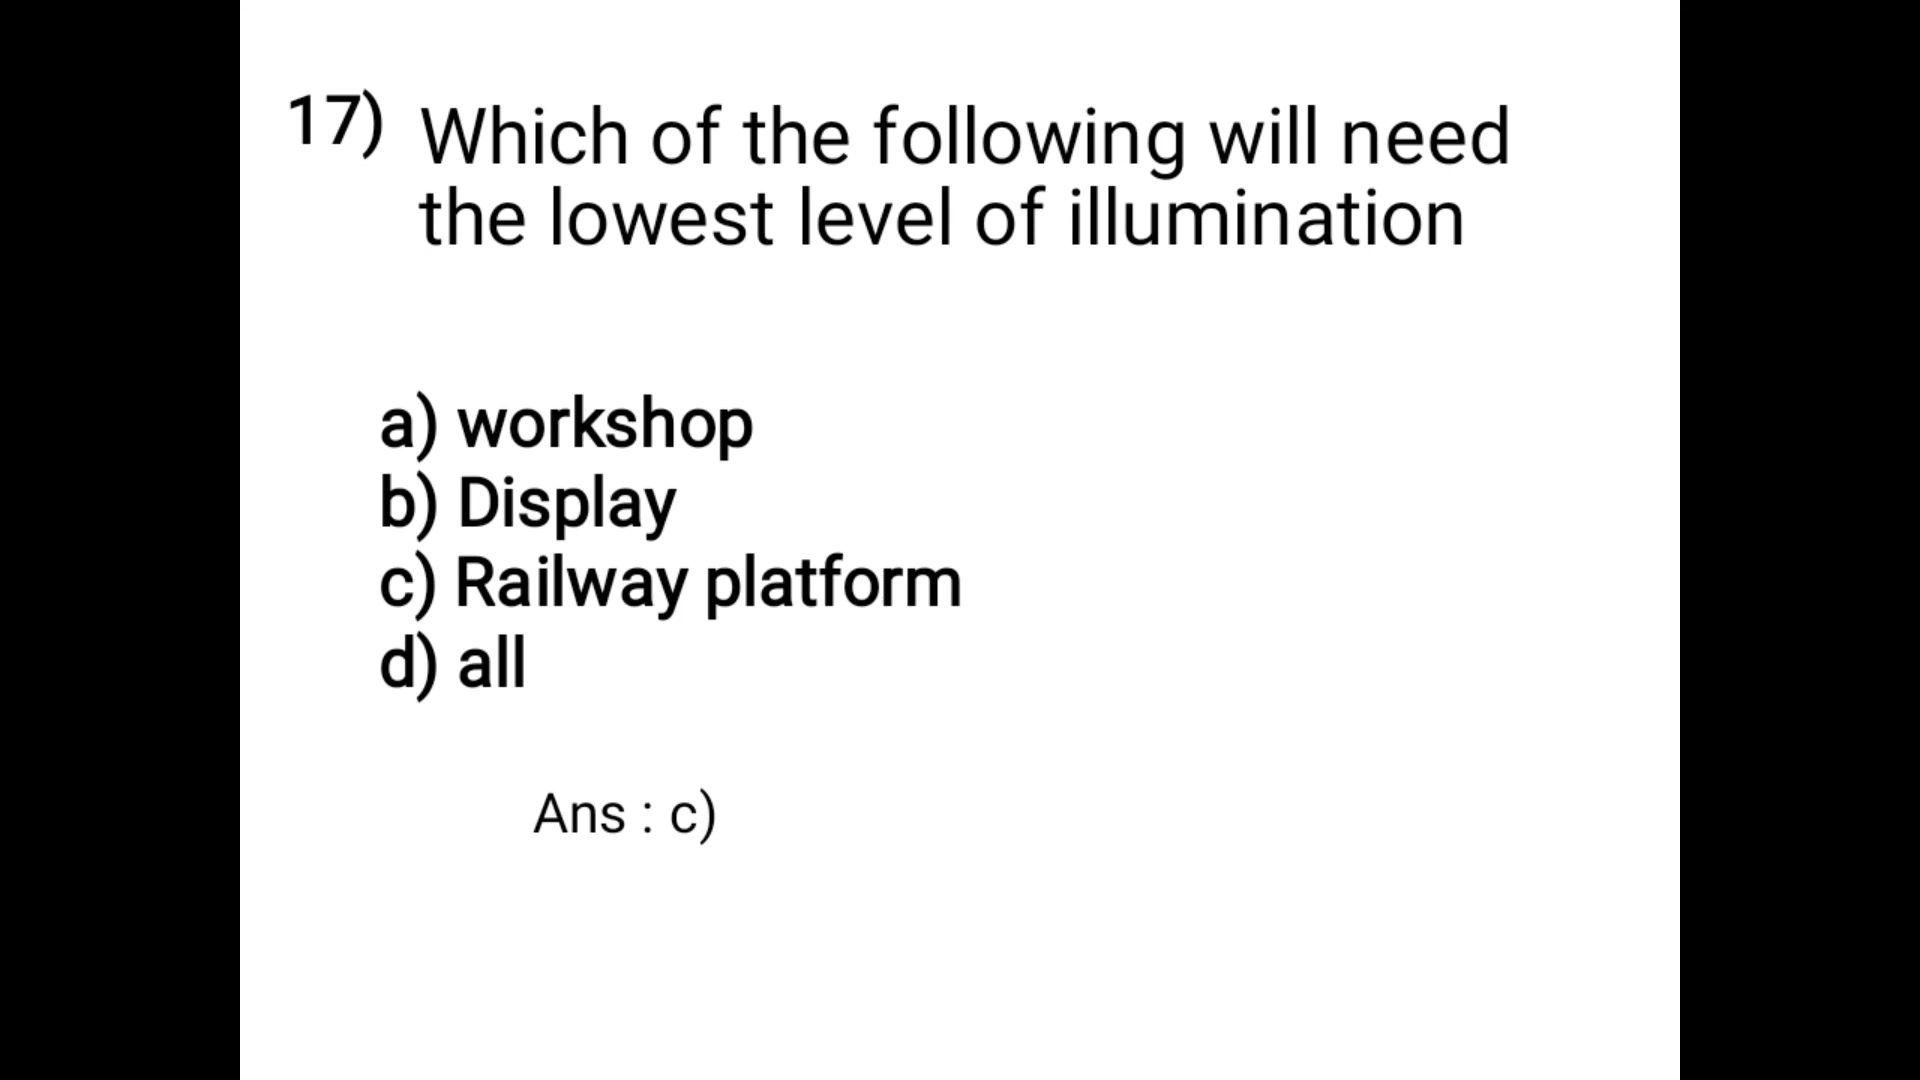 17) Which of the following will need
the lowest level of illumination
a) workshop
b) Display
c) Railway platform
d) all
Ans : c)